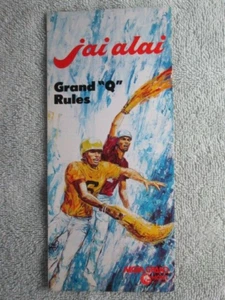 jai alai
Grand "Q"
Rules